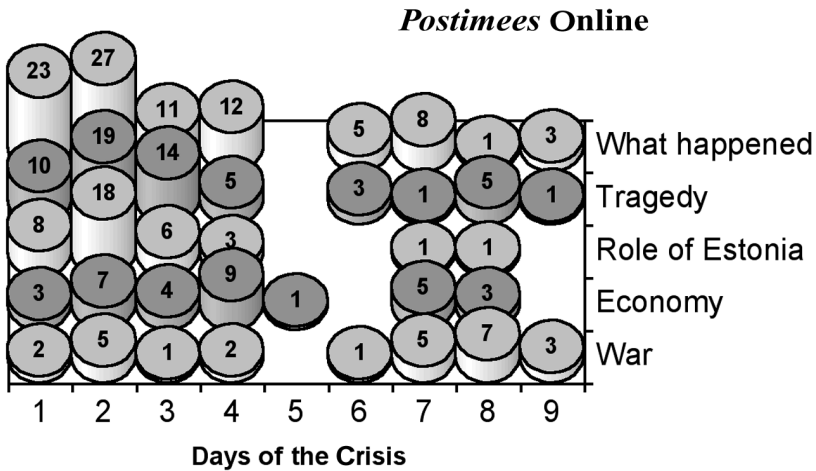 Postimees Online
23 27 11 12 5 8 1 3 What happened
10 19 14 5 3 1 5 1 Tragedy
8 18 6 3 1 1 Role of Estonia
3 7 4 9 1 5 3 Economy
2 5 1 2 1 5 7 3 War
1 2 3 4 5 6 7 8 9
Days of the Crisis